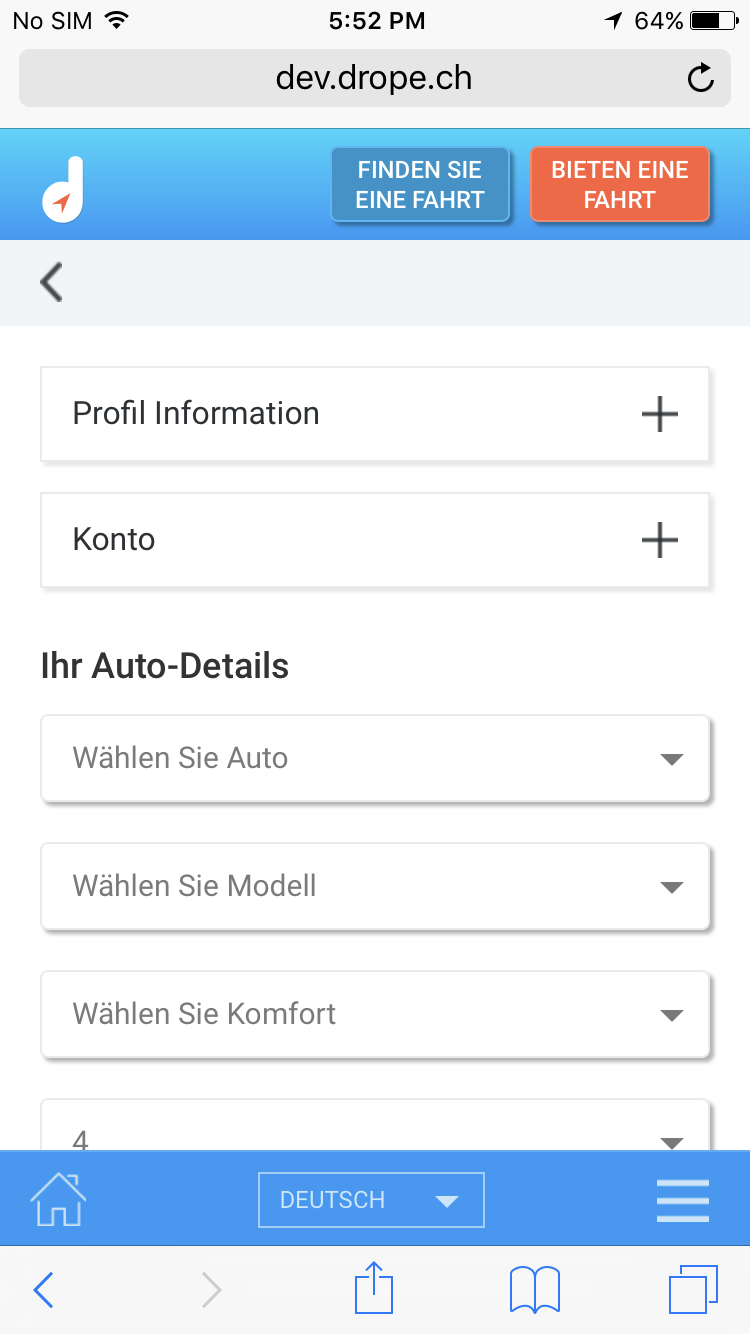 No SIM 5:52 PM 64%
dev.drope.ch
FINDEN SIE
EINE FAHRT
BIETEN EINE
FAHRT
Profil Information
Konto
Ihr Auto-Details
Wählen Sie Auto
Wählen Sie Modell
Wählen Sie Komfort
4
DEUTSCH